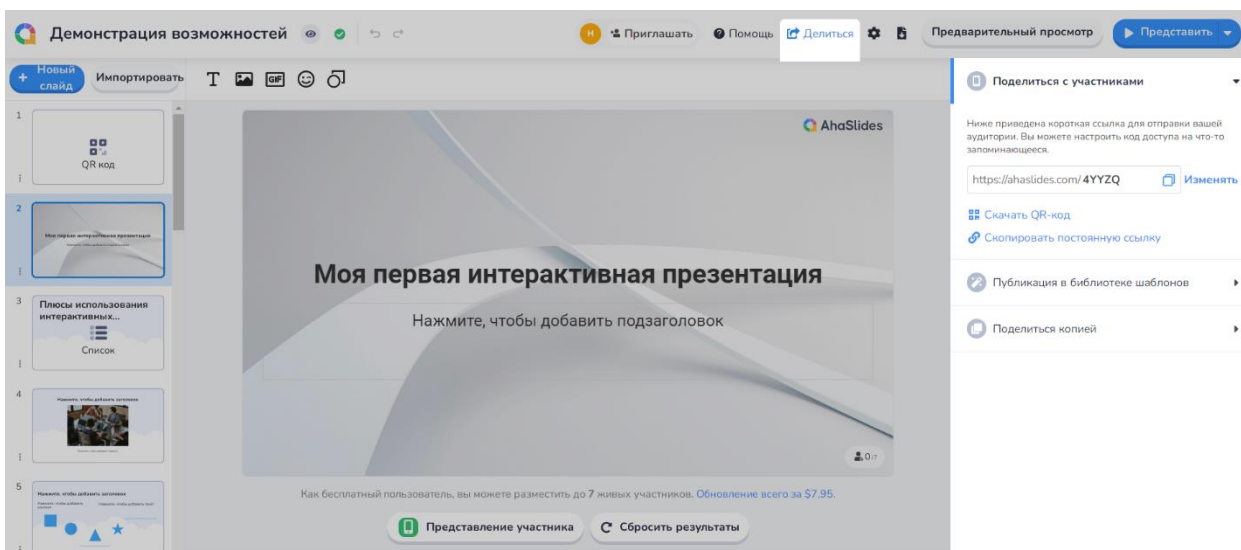 Демонстрация возможностей
Н
Приглашать
Помощь
Делиться
Предварительный просмотр
Представить
+ Новый слайд
Импортировать
T
GIF
1
QR код
2
Моя первая интерактивная презентация
Нажмите, чтобы добавить подзаголовок
3
Плюсы использования
интерактивных...
Список
4
Нажмите, чтобы добавить заголовок
5
Нажмите, чтобы добавить заголовок
AhaSlides
Моя первая интерактивная презентация
Нажмите, чтобы добавить подзаголовок
0/7
Как бесплатный пользователь, вы можете разместить до 7 живых участников. Обновление всего за $7.95.
Представление участника
Сбросить результаты
Поделиться с участниками
Ниже приведена короткая ссылка для отправки вашей
аудитории. Вы можете настроить код доступа на что-то
запоминающееся.
https://ahaslides.com/ 4YYZQ
Изменять
Скачать QR-код
Скопировать постоянную ссылку
Публикация в библиотеке шаблонов
Поделиться копией